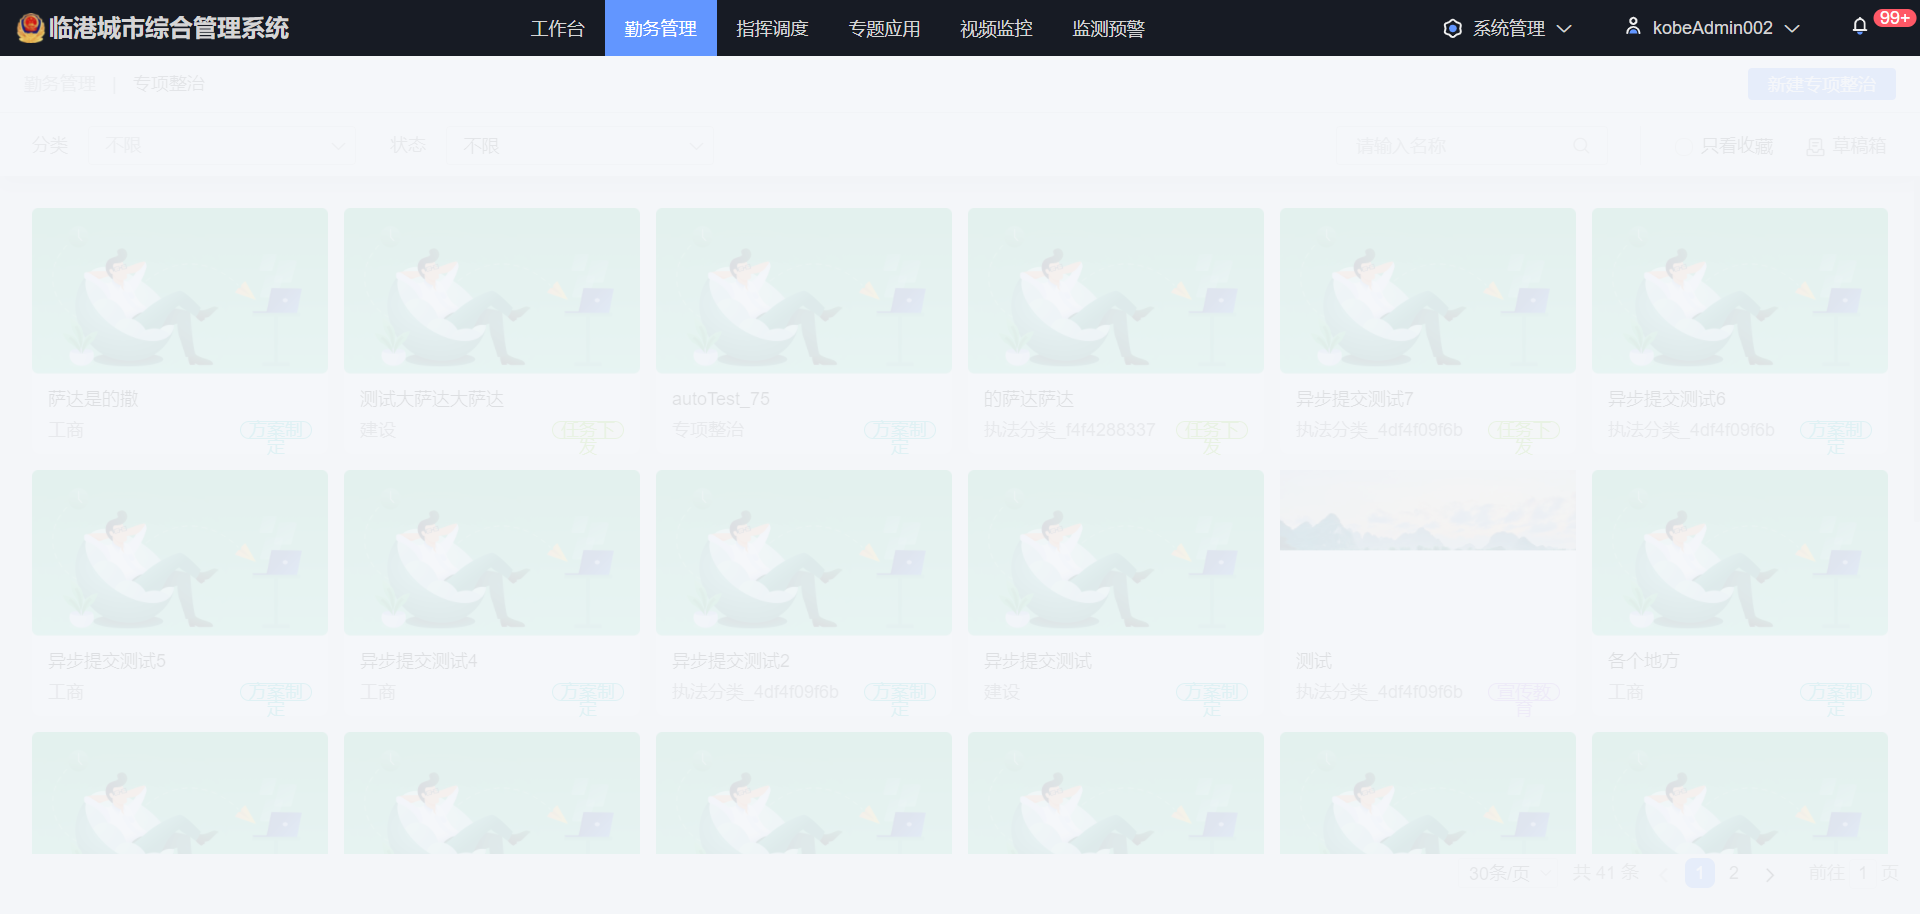 临港城市综合管理系统 工作台 勤务管理 指挥调度 专题应用 视频监控 监测预警 系统管理 kobeAdmin002 99+
勤务管理 | 专项整治 新建专项整治
分类 不限 状态 不限 请输入名称 只看收藏 草稿箱
萨达是的撒 测试大萨达大萨达 autoTest_75 的萨达萨达 异步提交测试7 异步提交测试6
工商 方案制定 建设 任务下发 专项整治 方案制定 执法分类_f4f4288337 任务下发 执法分类_4df4f09f6b 任务下发 执法分类_4df4f09f6b 方案制定
异步提交测试5 异步提交测试4 异步提交测试2 异步提交测试 测试 各个地方
工商 方案制定 工商 方案制定 执法分类_4df4f09f6b 方案制定 建设 方案制定 执法分类_4df4f09f6b 宣传教育 工商 方案制定
30条/页 共 41 条 1 2 前往 1 页